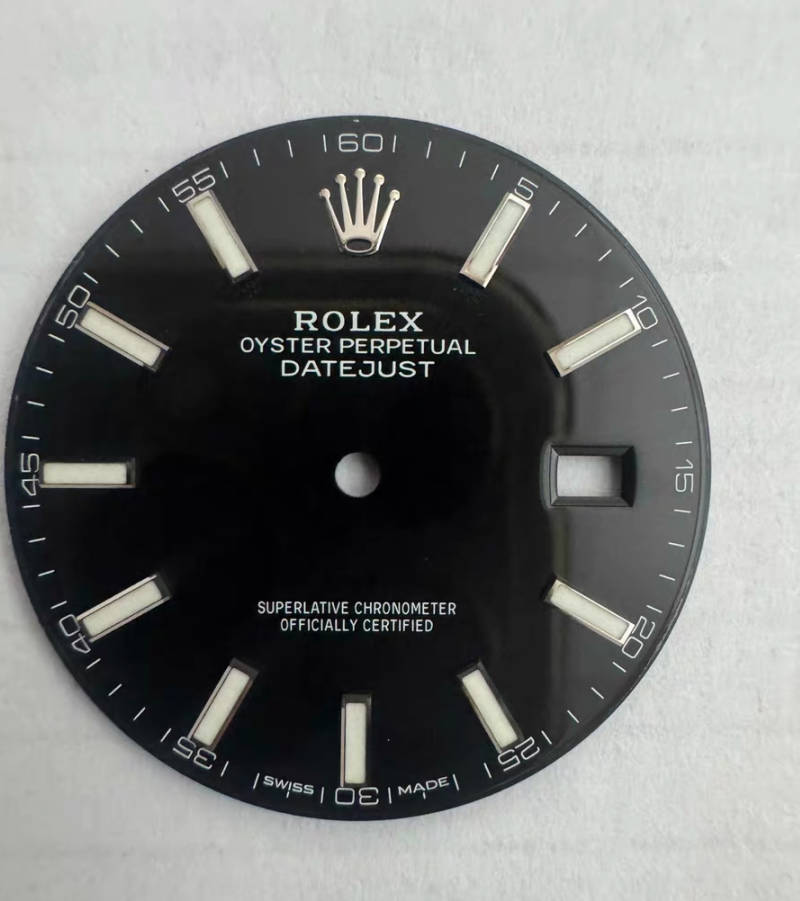 60
ROLEX
OYSTER PERPETUAL
DATEJUST
SUPERLATIVE CHRONOMETER
OFFICIALLY CERTIFIED
5
10
15
20
25
MADE
30
SWISS
35
40
45
50
55